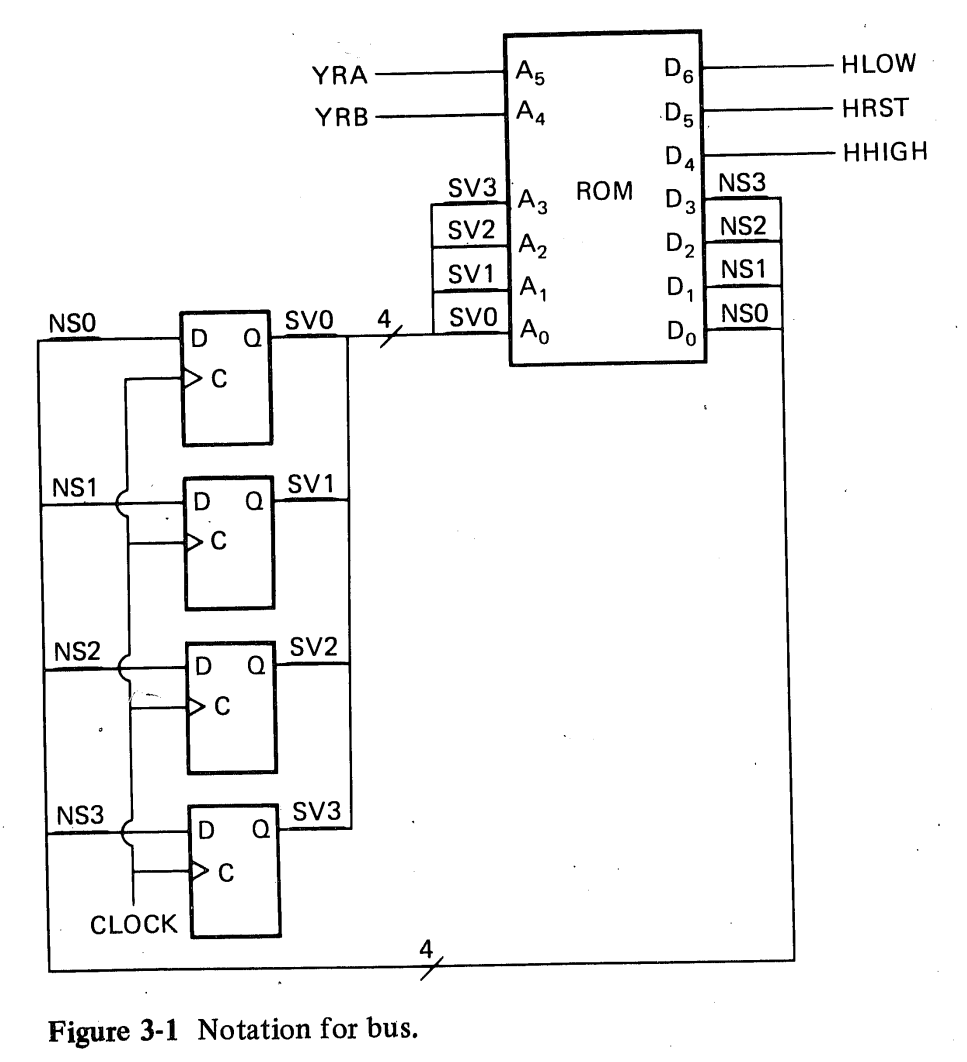 YRA
YRB
A5
A4
SV3 A3
SV2 A2
SV1 A1
SV0 A0
ROM
D6 HLOW
D5 HRST
D4 HHIGH
D3 NS3
D2 NS2
D1 NS1
D0 NS0
NS0 D Q SV0 4
C
NS1 D Q SV1
C
NS2 D Q SV2
C
NS3 D Q SV3
C
CLOCK
4
Figure 3-1 Notation for bus.